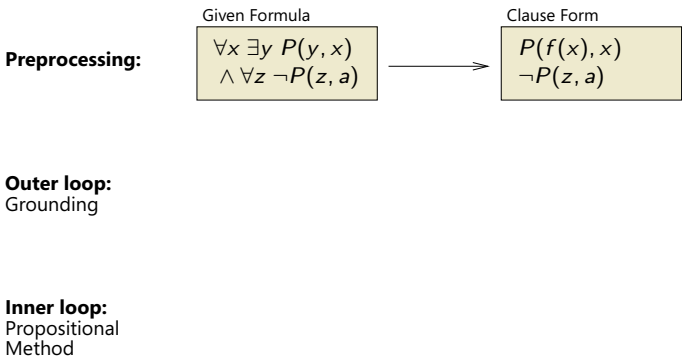 Given Formula
Clause Form
Preprocessing:
∀x ∃y P(y, x)
∧ ∀z ¬P(z, a)
P(f(x), x)
¬P(z, a)
Outer loop:
Grounding
Inner loop:
Propositional
Method